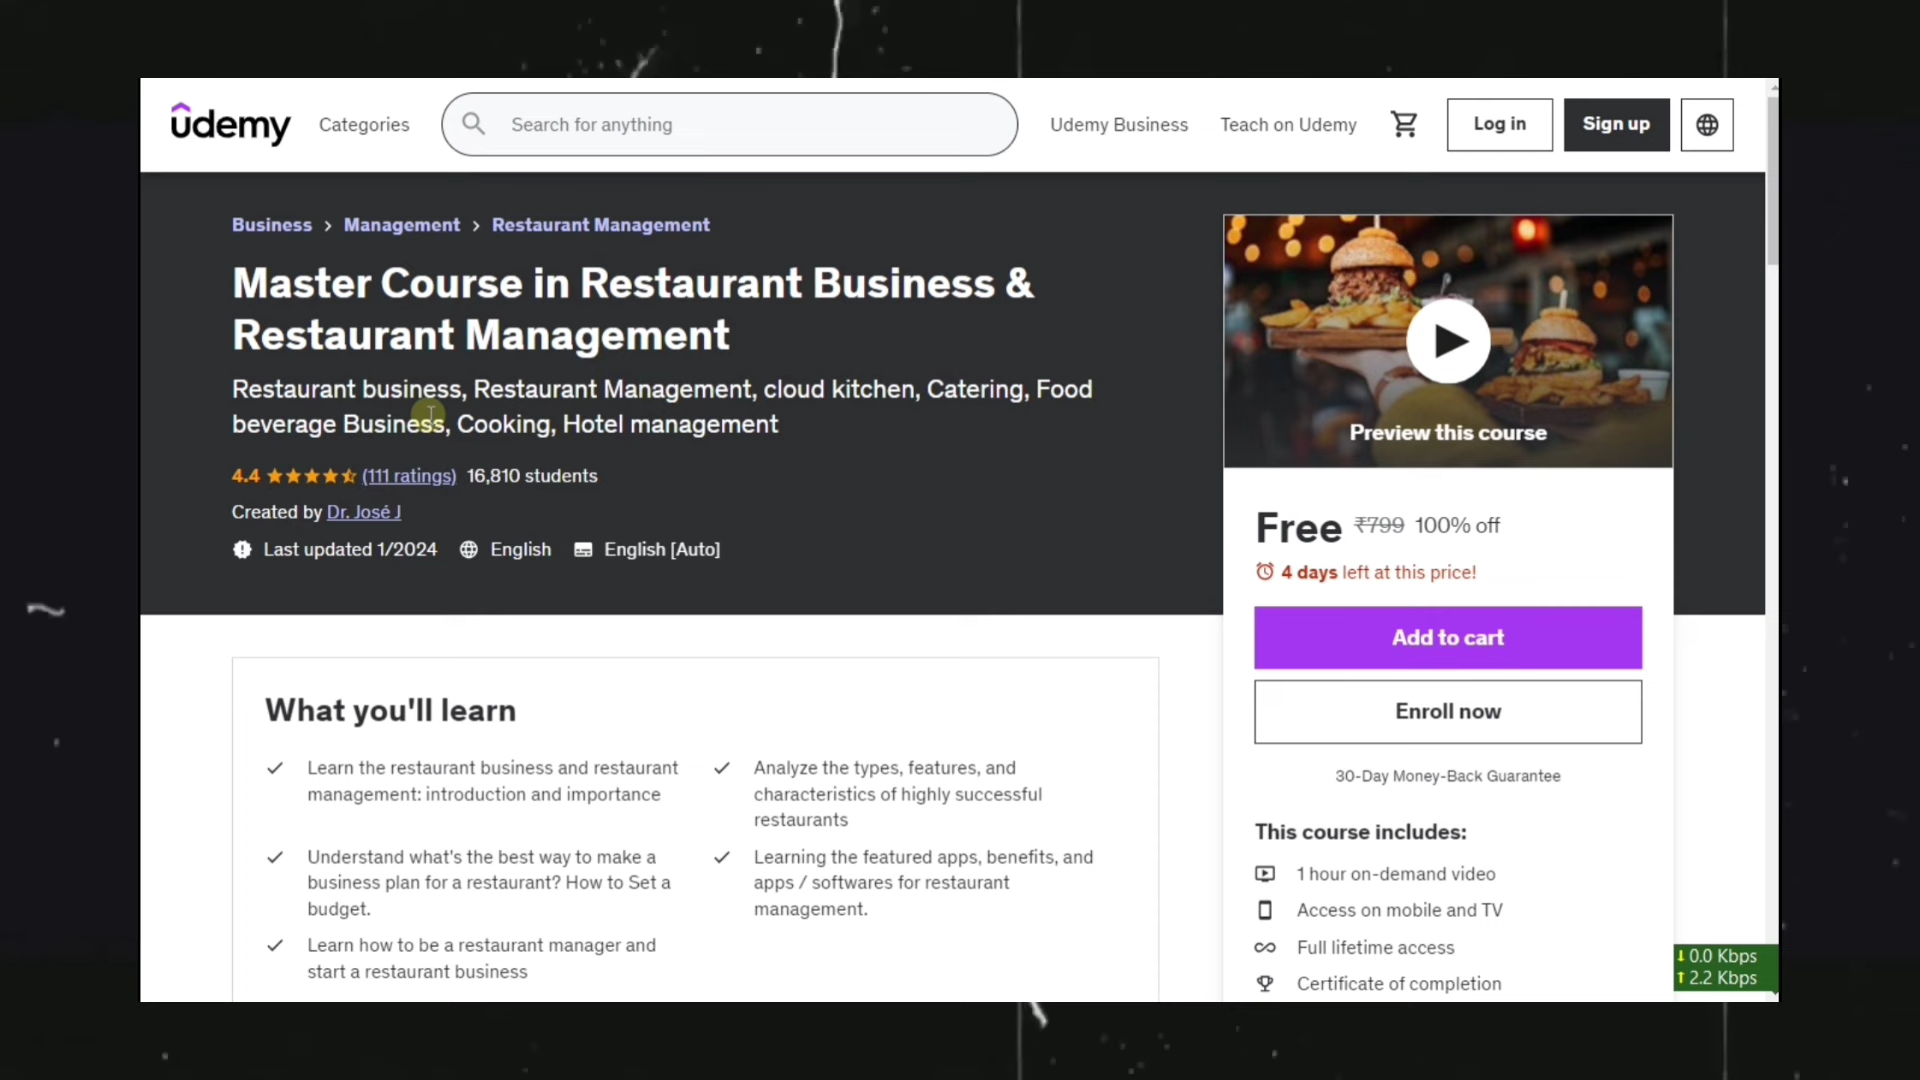 ûdemy Categories Search for anything Udemy Business Teach on Udemy Log in Sign up
Business > Management > Restaurant Management
Master Course in Restaurant Business &
Restaurant Management
Restaurant business, Restaurant Management, cloud kitchen, Catering, Food
beverage Business, Cooking, Hotel management
4.4 (111 ratings) 16,810 students
Created by Dr. José J
Last updated 1/2024 English English [Auto]
Preview this course
Free ₹799 100% off
4 days left at this price!
Add to cart
Enroll now
30-Day Money-Back Guarantee
This course includes:
1 hour on-demand video
Access on mobile and TV
Full lifetime access
Certificate of completion
What you'll learn
Learn the restaurant business and restaurant
management: introduction and importance
Analyze the types, features, and
characteristics of highly successful
restaurants
Understand what's the best way to make a
business plan for a restaurant? How to Set a
budget.
Learning the featured apps, benefits, and
apps / softwares for restaurant
management.
Learn how to be a restaurant manager and
start a restaurant business
↓ 0.0 Kbps
↑ 2.2 Kbps